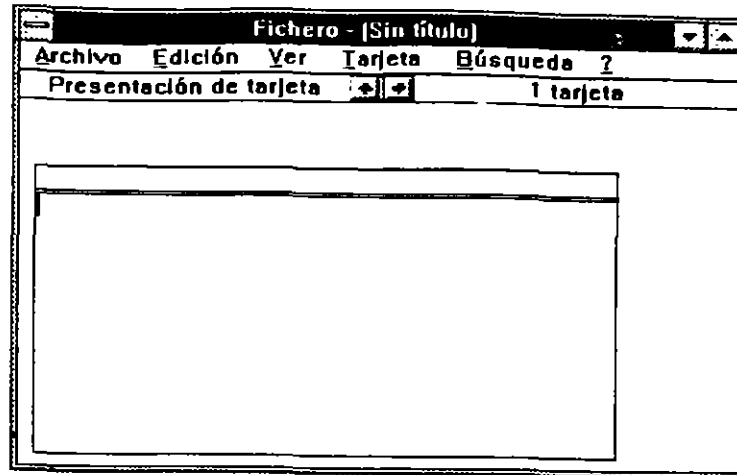 Fichero - (Sin título)
Archivo Edición Ver Tarjeta Búsqueda ?
Presentación de tarjeta 1 tarjeta